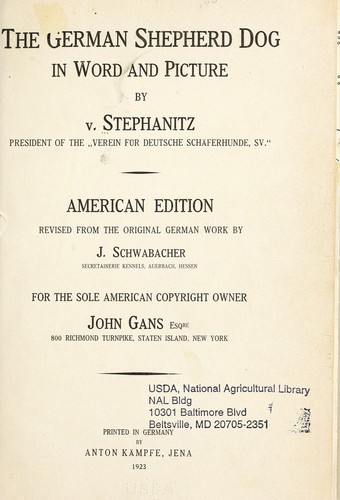 THE GERMAN SHEPHERD DOG
IN WORD AND PICTURE
BY
v. STEPHANITZ
PRESIDENT OF THE „VEREIN FÜR DEUTSCHE SCHÄFERHUNDE, SV.“
AMERICAN EDITION
REVISED FROM THE ORIGINAL GERMAN WORK BY
J. SCHWABACHER
SECRETAINERIE KENNELS, AUERBACH, HESSEN
FOR THE SOLE AMERICAN COPYRIGHT OWNER
JOHN GANS ESQRE
800 RICHMOND TURNPIKE, STATEN ISLAND, NEW YORK
USDA, National Agricultural Library
NAL Bldg
10301 Baltimore Blvd
Beltsville, MD 20705-2351
PRINTED IN GERMANY
BY
ANTON KÄMPFE, JENA
1923